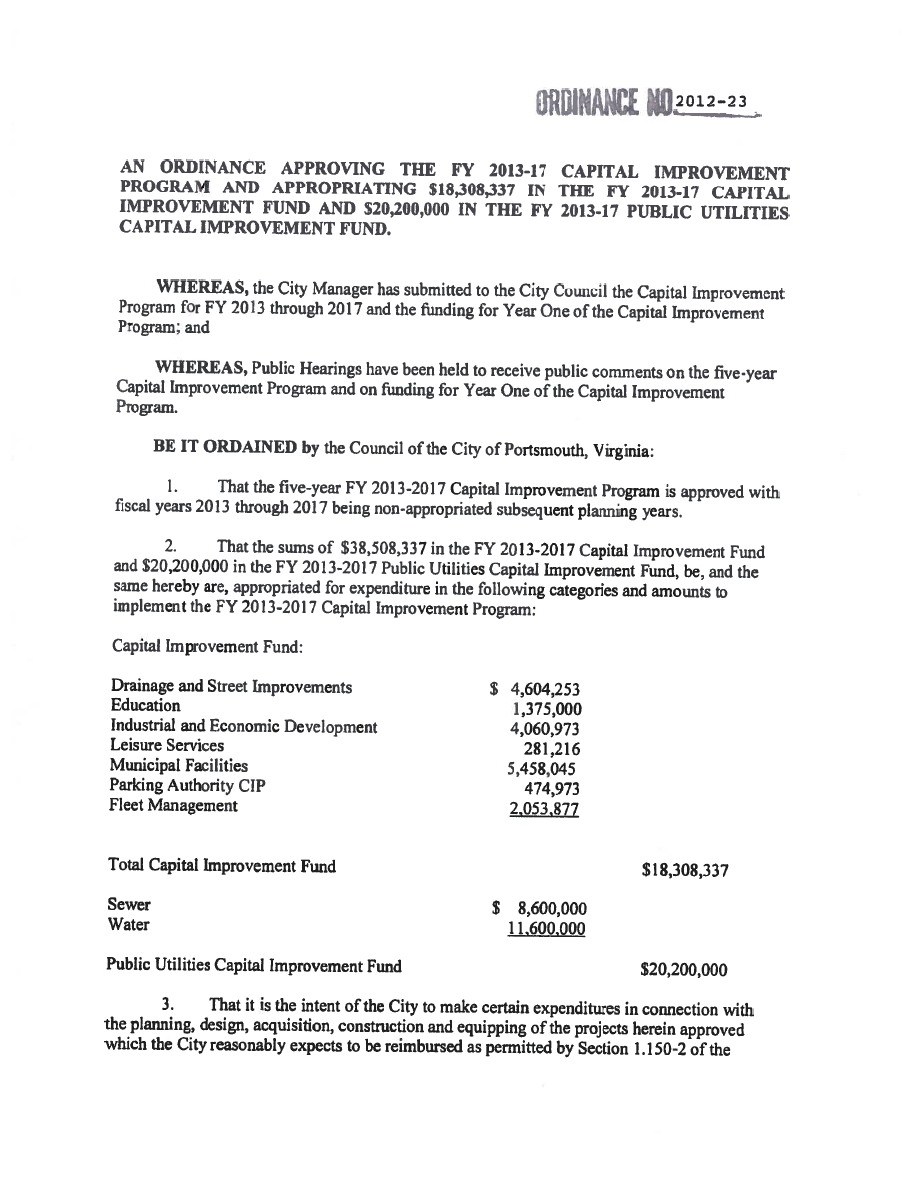 ORDINANCE NO 2012-23
AN ORDINANCE APPROVING THE FY 2013-17 CAPITAL IMPROVEMENT
PROGRAM AND APPROPRIATING $18,308,337 IN THE FY 2013-17 CAPITAL
IMPROVEMENT FUND AND $20,200,000 IN THE FY 2013-17 PUBLIC UTILITIES
CAPITAL IMPROVEMENT FUND.
WHEREAS, the City Manager has submitted to the City Council the Capital Improvement
Program for FY 2013 through 2017 and the funding for Year One of the Capital Improvement
Program; and
WHEREAS, Public Hearings have been held to receive public comments on the five-year
Capital Improvement Program and on funding for Year One of the Capital Improvement
Program.
BE IT ORDAINED by the Council of the City of Portsmouth, Virginia:
1. That the five-year FY 2013-2017 Capital Improvement Program is approved with
fiscal years 2013 through 2017 being non-appropriated subsequent planning years.
2. That the sums of $38,508,337 in the FY 2013-2017 Capital Improvement Fund
and $20,200,000 in the FY 2013-2017 Public Utilities Capital Improvement Fund, be, and the
same hereby are, appropriated for expenditure in the following categories and amounts to
implement the FY 2013-2017 Capital Improvement Program:
Capital Improvement Fund:
Drainage and Street Improvements $ 4,604,253
Education 1,375,000
Industrial and Economic Development 4,060,973
Leisure Services 281,216
Municipal Facilities 5,458,045
Parking Authority CIP 474,973
Fleet Management 2,053,877
Total Capital Improvement Fund $18,308,337
Sewer $ 8,600,000
Water 11,600,000
Public Utilities Capital Improvement Fund $20,200,000
3. That it is the intent of the City to make certain expenditures in connection with
the planning, design, acquisition, construction and equipping of the projects herein approved
which the City reasonably expects to be reimbursed as permitted by Section 1.150-2 of the